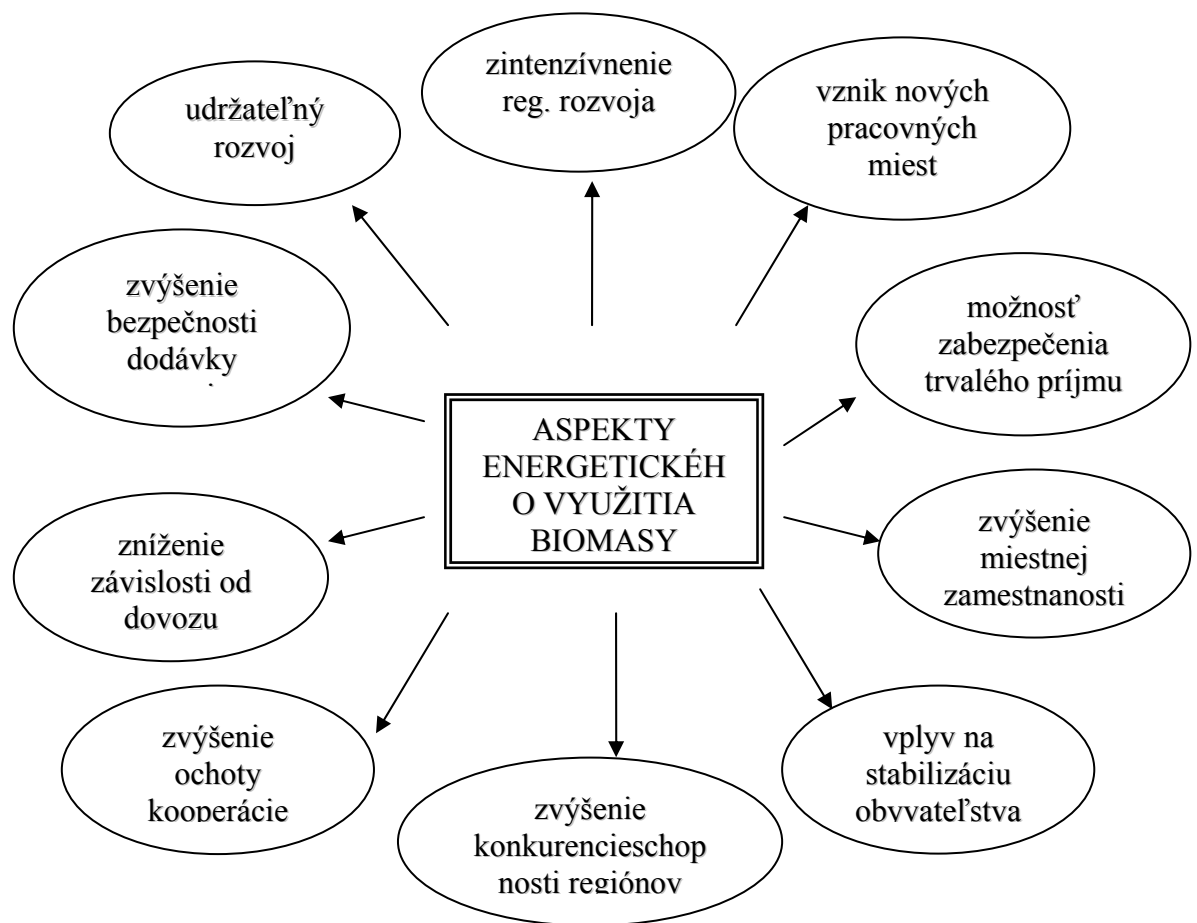 zintenzívnenie
reg. rozvoja
udržateľný
rozvoj
vznik nových
pracovných
miest
zvýšenie
bezpečnosti
dodávky
možnosť
zabezpečenia
trvalého príjmu
ASPEKTY
ENERGETICKÉH
O VYUŽITIA
BIOMASY
zníženie
závislosti od
dovozu
zvýšenie
miestnej
zamestnanosti
zvýšenie
ochoty
kooperácie
zvýšenie
konkurencieschop
nosti regiónov
vplyv na
stabilizáciu
obyvateľstva